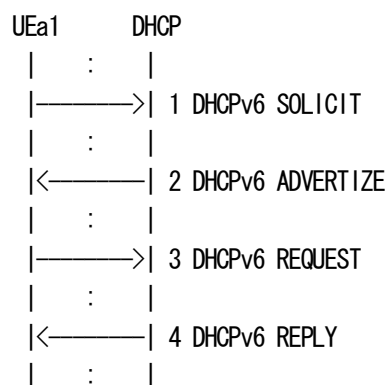 UEa1 DHCP
| : |
|-------->| 1 DHCPv6 SOLICIT
| : |
|<--------| 2 DHCPv6 ADVERTIZE
| : |
|-------->| 3 DHCPv6 REQUEST
| : |
|<--------| 4 DHCPv6 REPLY
| : |